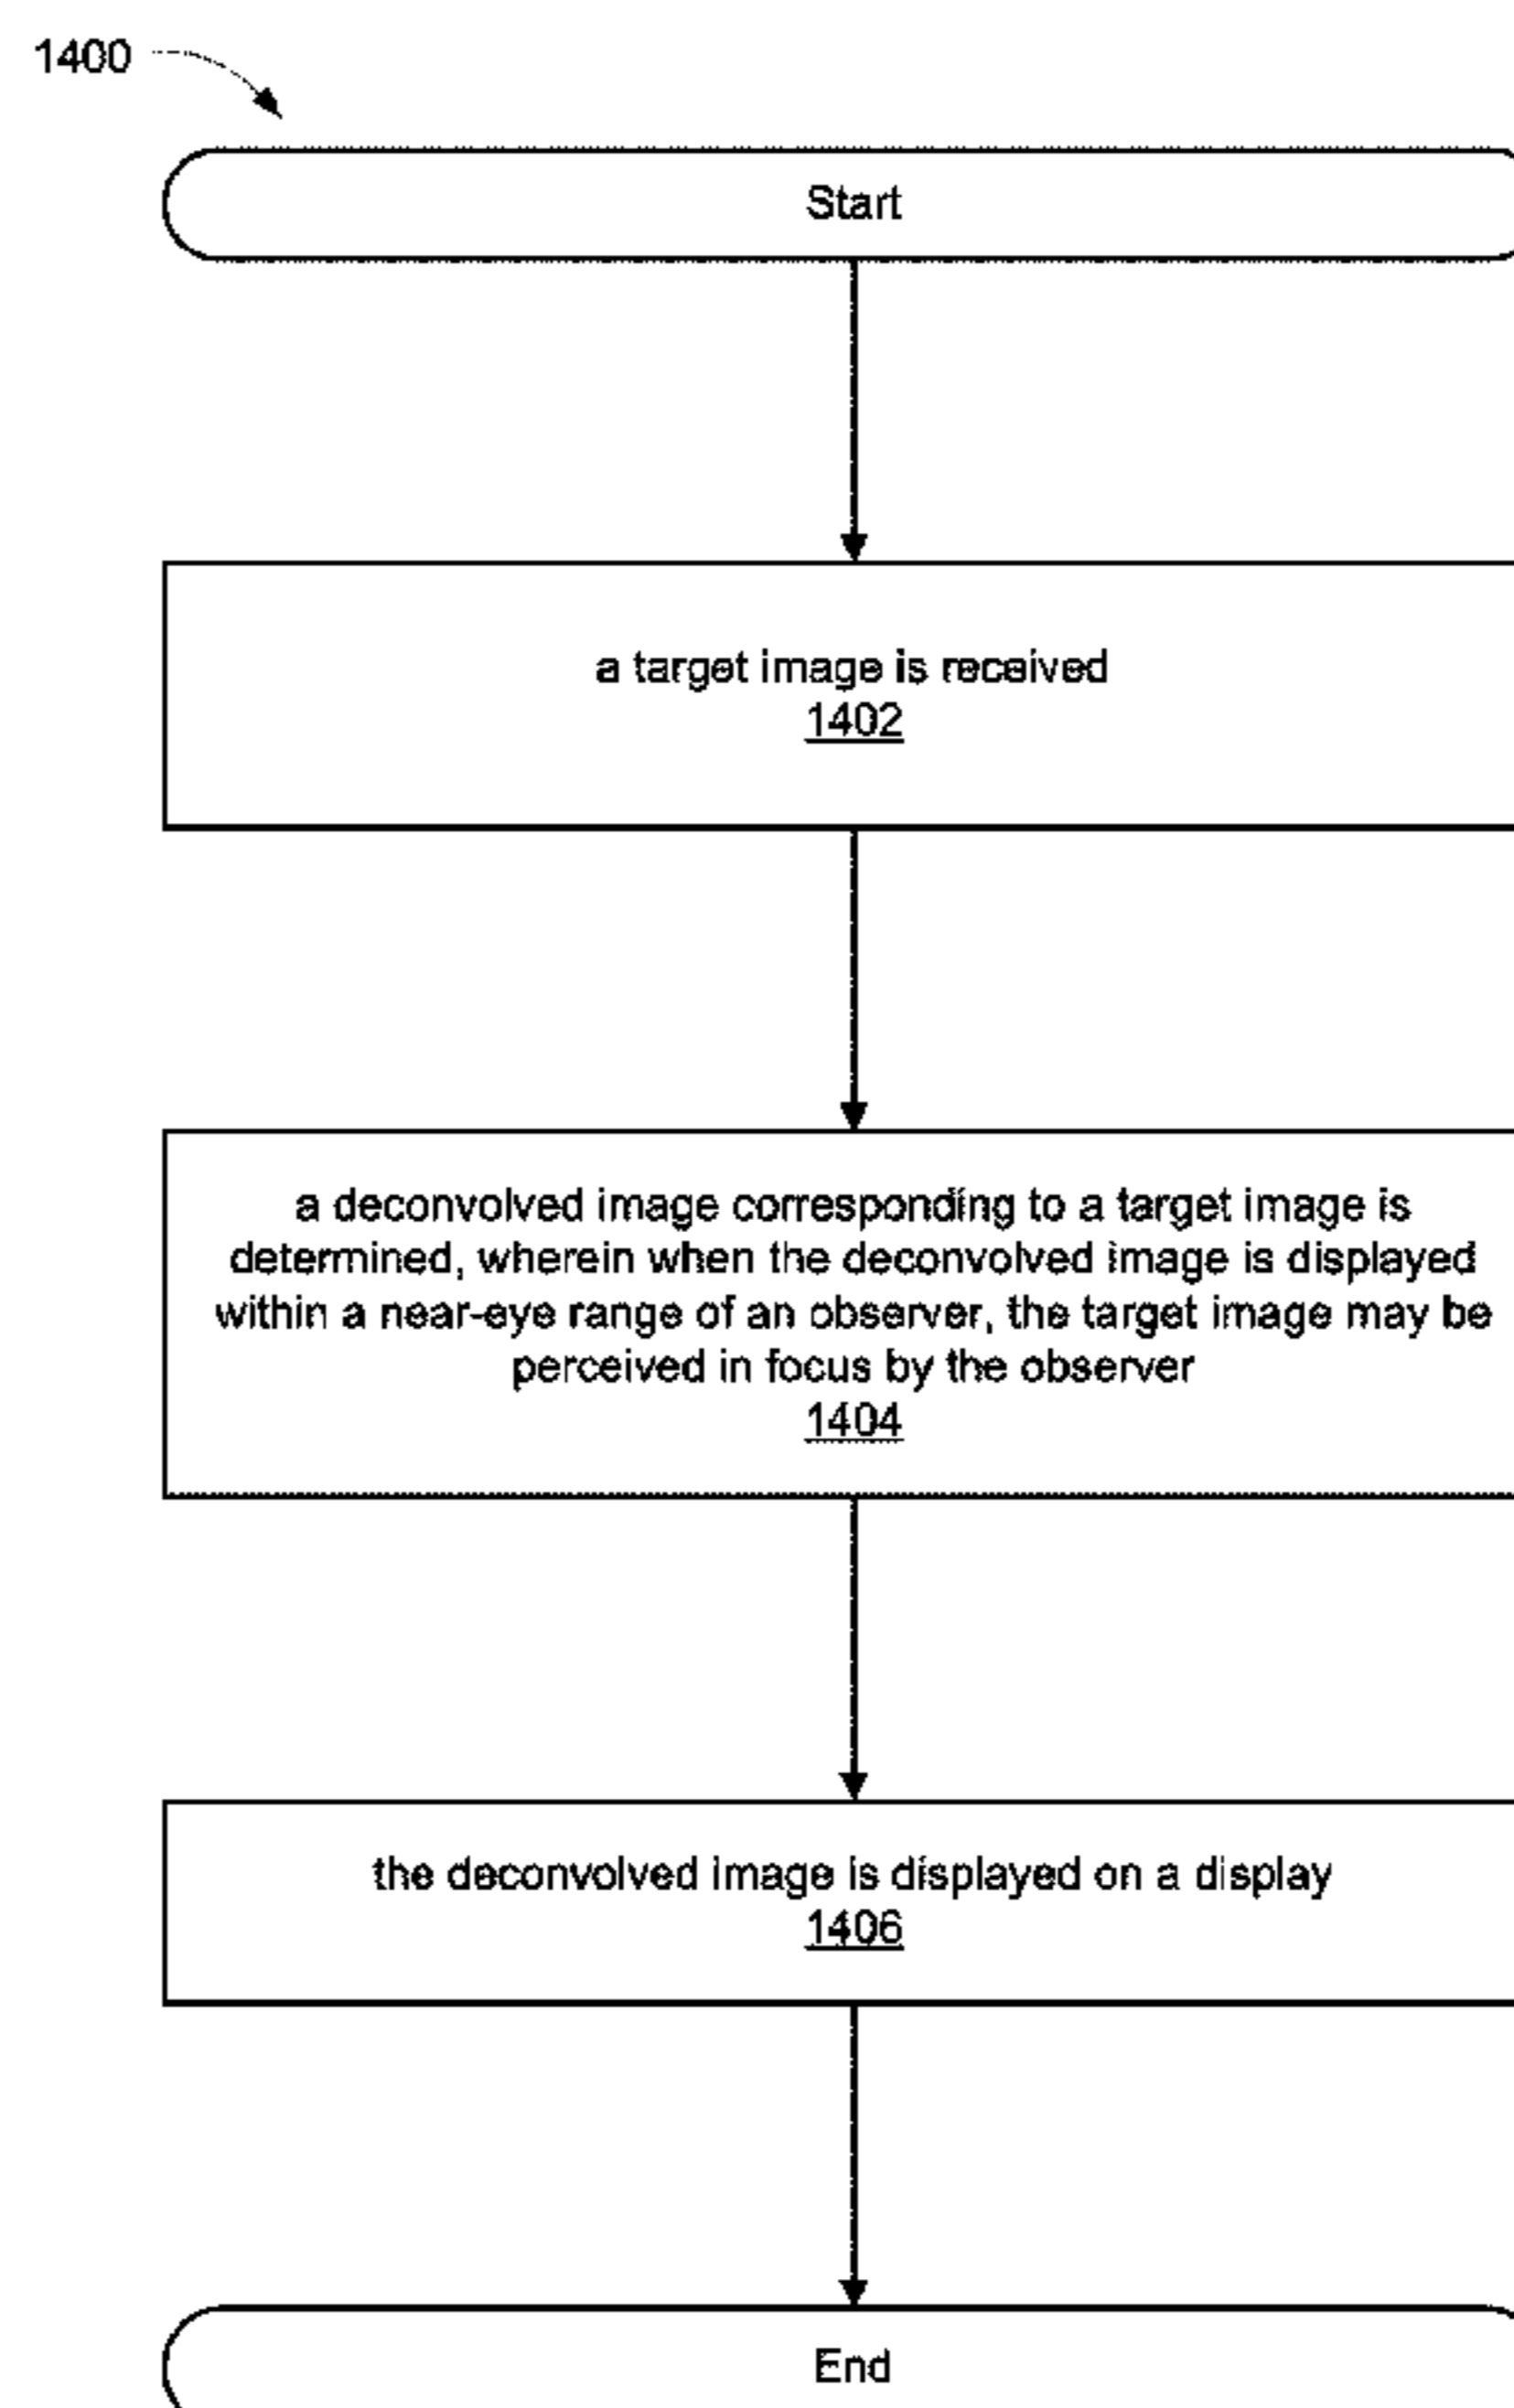 1400
Start
a target image is received
1402
a deconvolved image corresponding to a target image is
determined, wherein when the deconvolved image is displayed
within a near-eye range of an observer, the target image may be
perceived in focus by the observer
1404
the deconvolved image is displayed on a display
1406
End